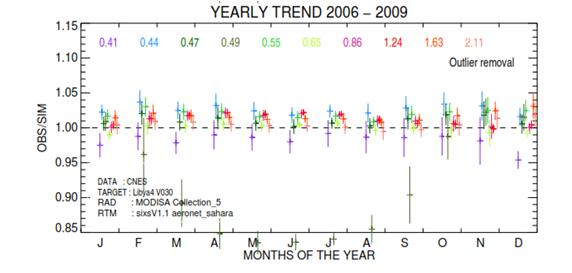 YEARLY TREND 2006 – 2009
1.15
0.41 0.44 0.47 0.49 0.55 0.65 0.86 1.24 1.63 2.11
1.10
Outlier removal
1.05
OBS/SIM
1.00
0.95
DATA : CNES
TARGET : Libya4 V030
0.90
RAD : MODISA Collection_5
RTM : sixsV1.1 aeronet_sahara
0.85
J F M A M J J A S O N D
MONTHS OF THE YEAR